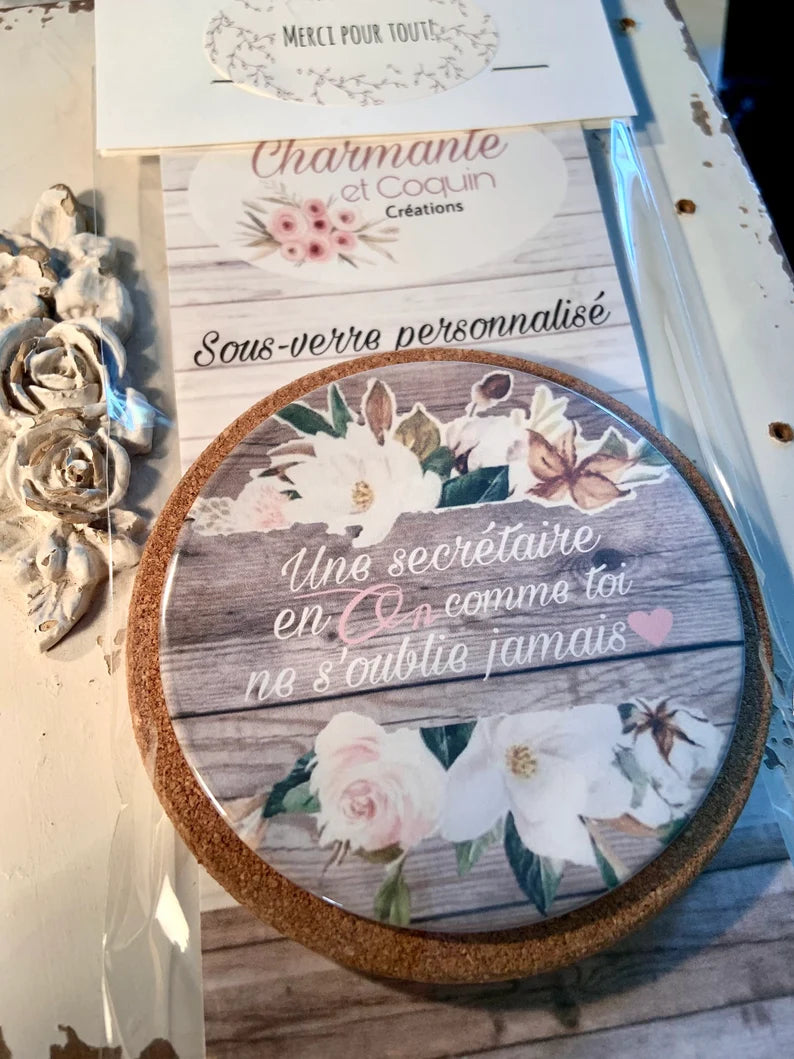 MERCI POUR TOUT!
Charmante
et Coquin
Créations
Sous-verre personnalisé
Une secrétaire
en Or comme toi
ne s'oublie jamais